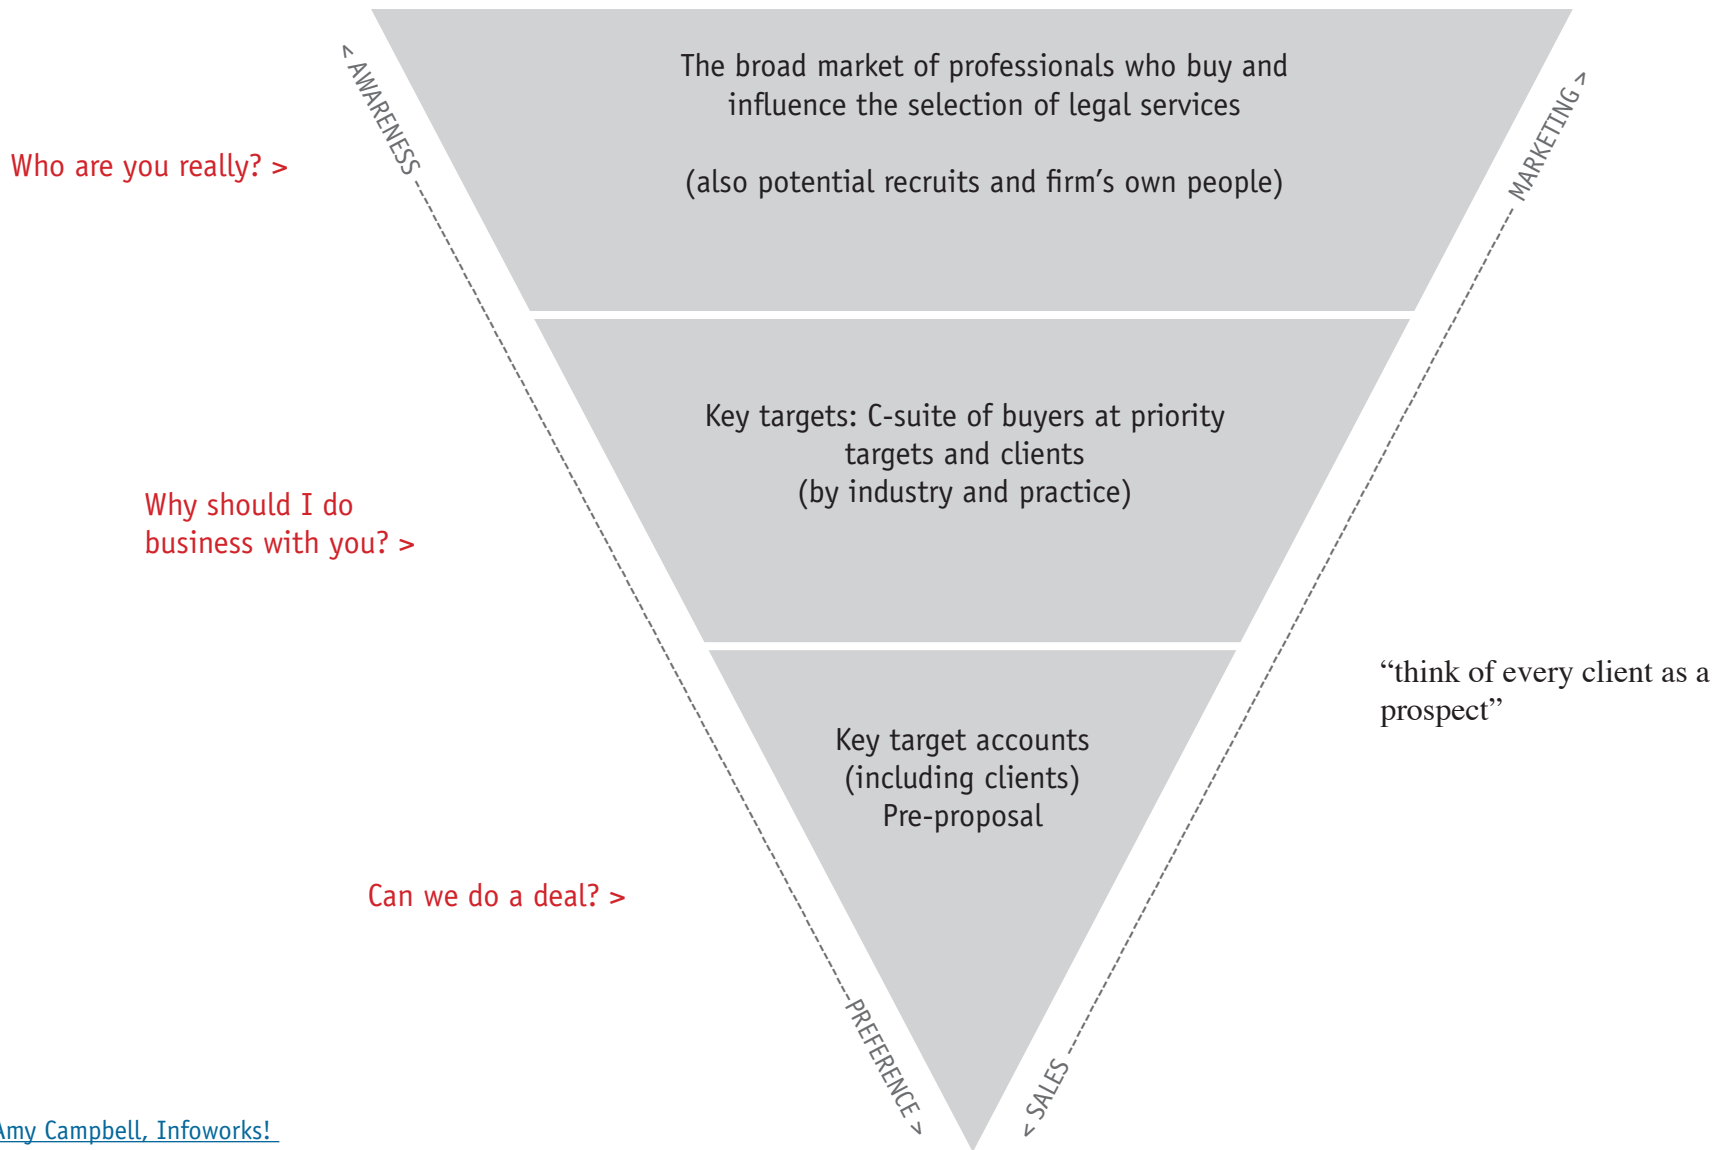 The broad market of professionals who buy and
influence the selection of legal services
(also potential recruits and firm’s own people)
< AWARENESS
MARKETING >
Who are you really? >
Key targets: C-suite of buyers at priority
targets and clients
(by industry and practice)
Why should I do
business with you? >
“think of every client as a
prospect”
Key target accounts
(including clients)
Pre-proposal
Can we do a deal? >
PREFERENCE >
< SALES
Amy Campbell, Infoworks!